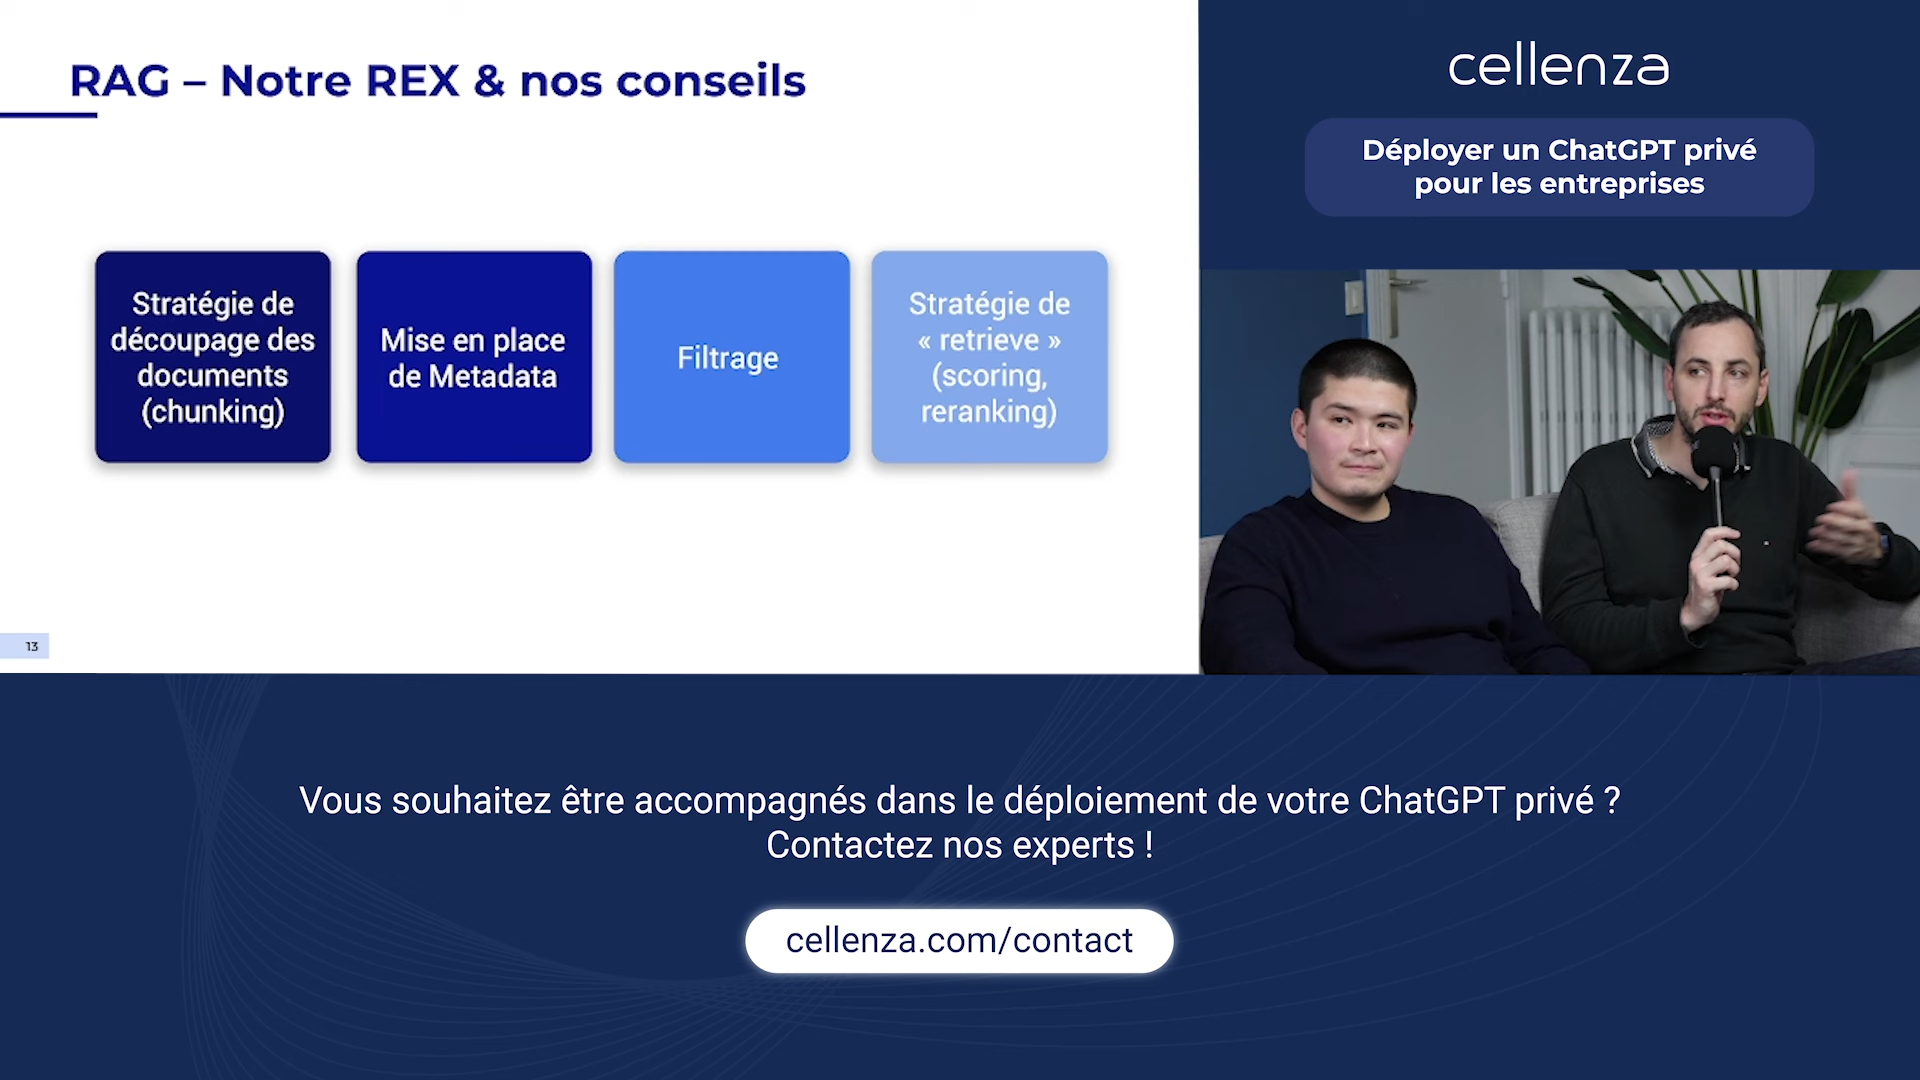 RAG – Notre REX & nos conseils
Stratégie de
découpage des
documents
(chunking)
Mise en place
de Metadata
Filtrage
Stratégie de
« retrieve »
(scoring,
reranking)
13
cellenza
Déployer un ChatGPT privé
pour les entreprises
Vous souhaitez être accompagnés dans le déploiement de votre ChatGPT privé ?
Contactez nos experts !
cellenza.com/contact